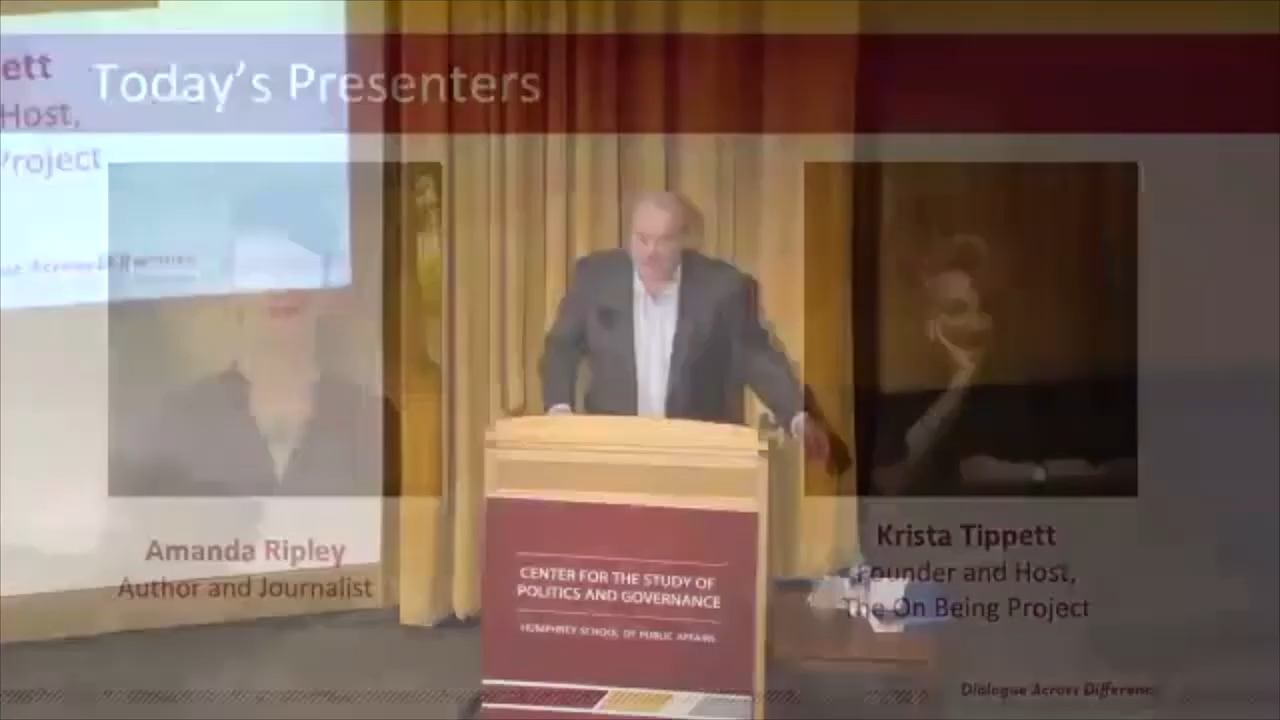 ett
Host,
Project
Today's Presenters
Amanda Ripley
Author and Journalist
Krista Tippett
Founder and Host,
The On Being Project
CENTER FOR THE STUDY OF
POLITICS AND GOVERNANCE
HUMPHREY SCHOOL OF PUBLIC AFFAIRS
Dialogue Across Differenc